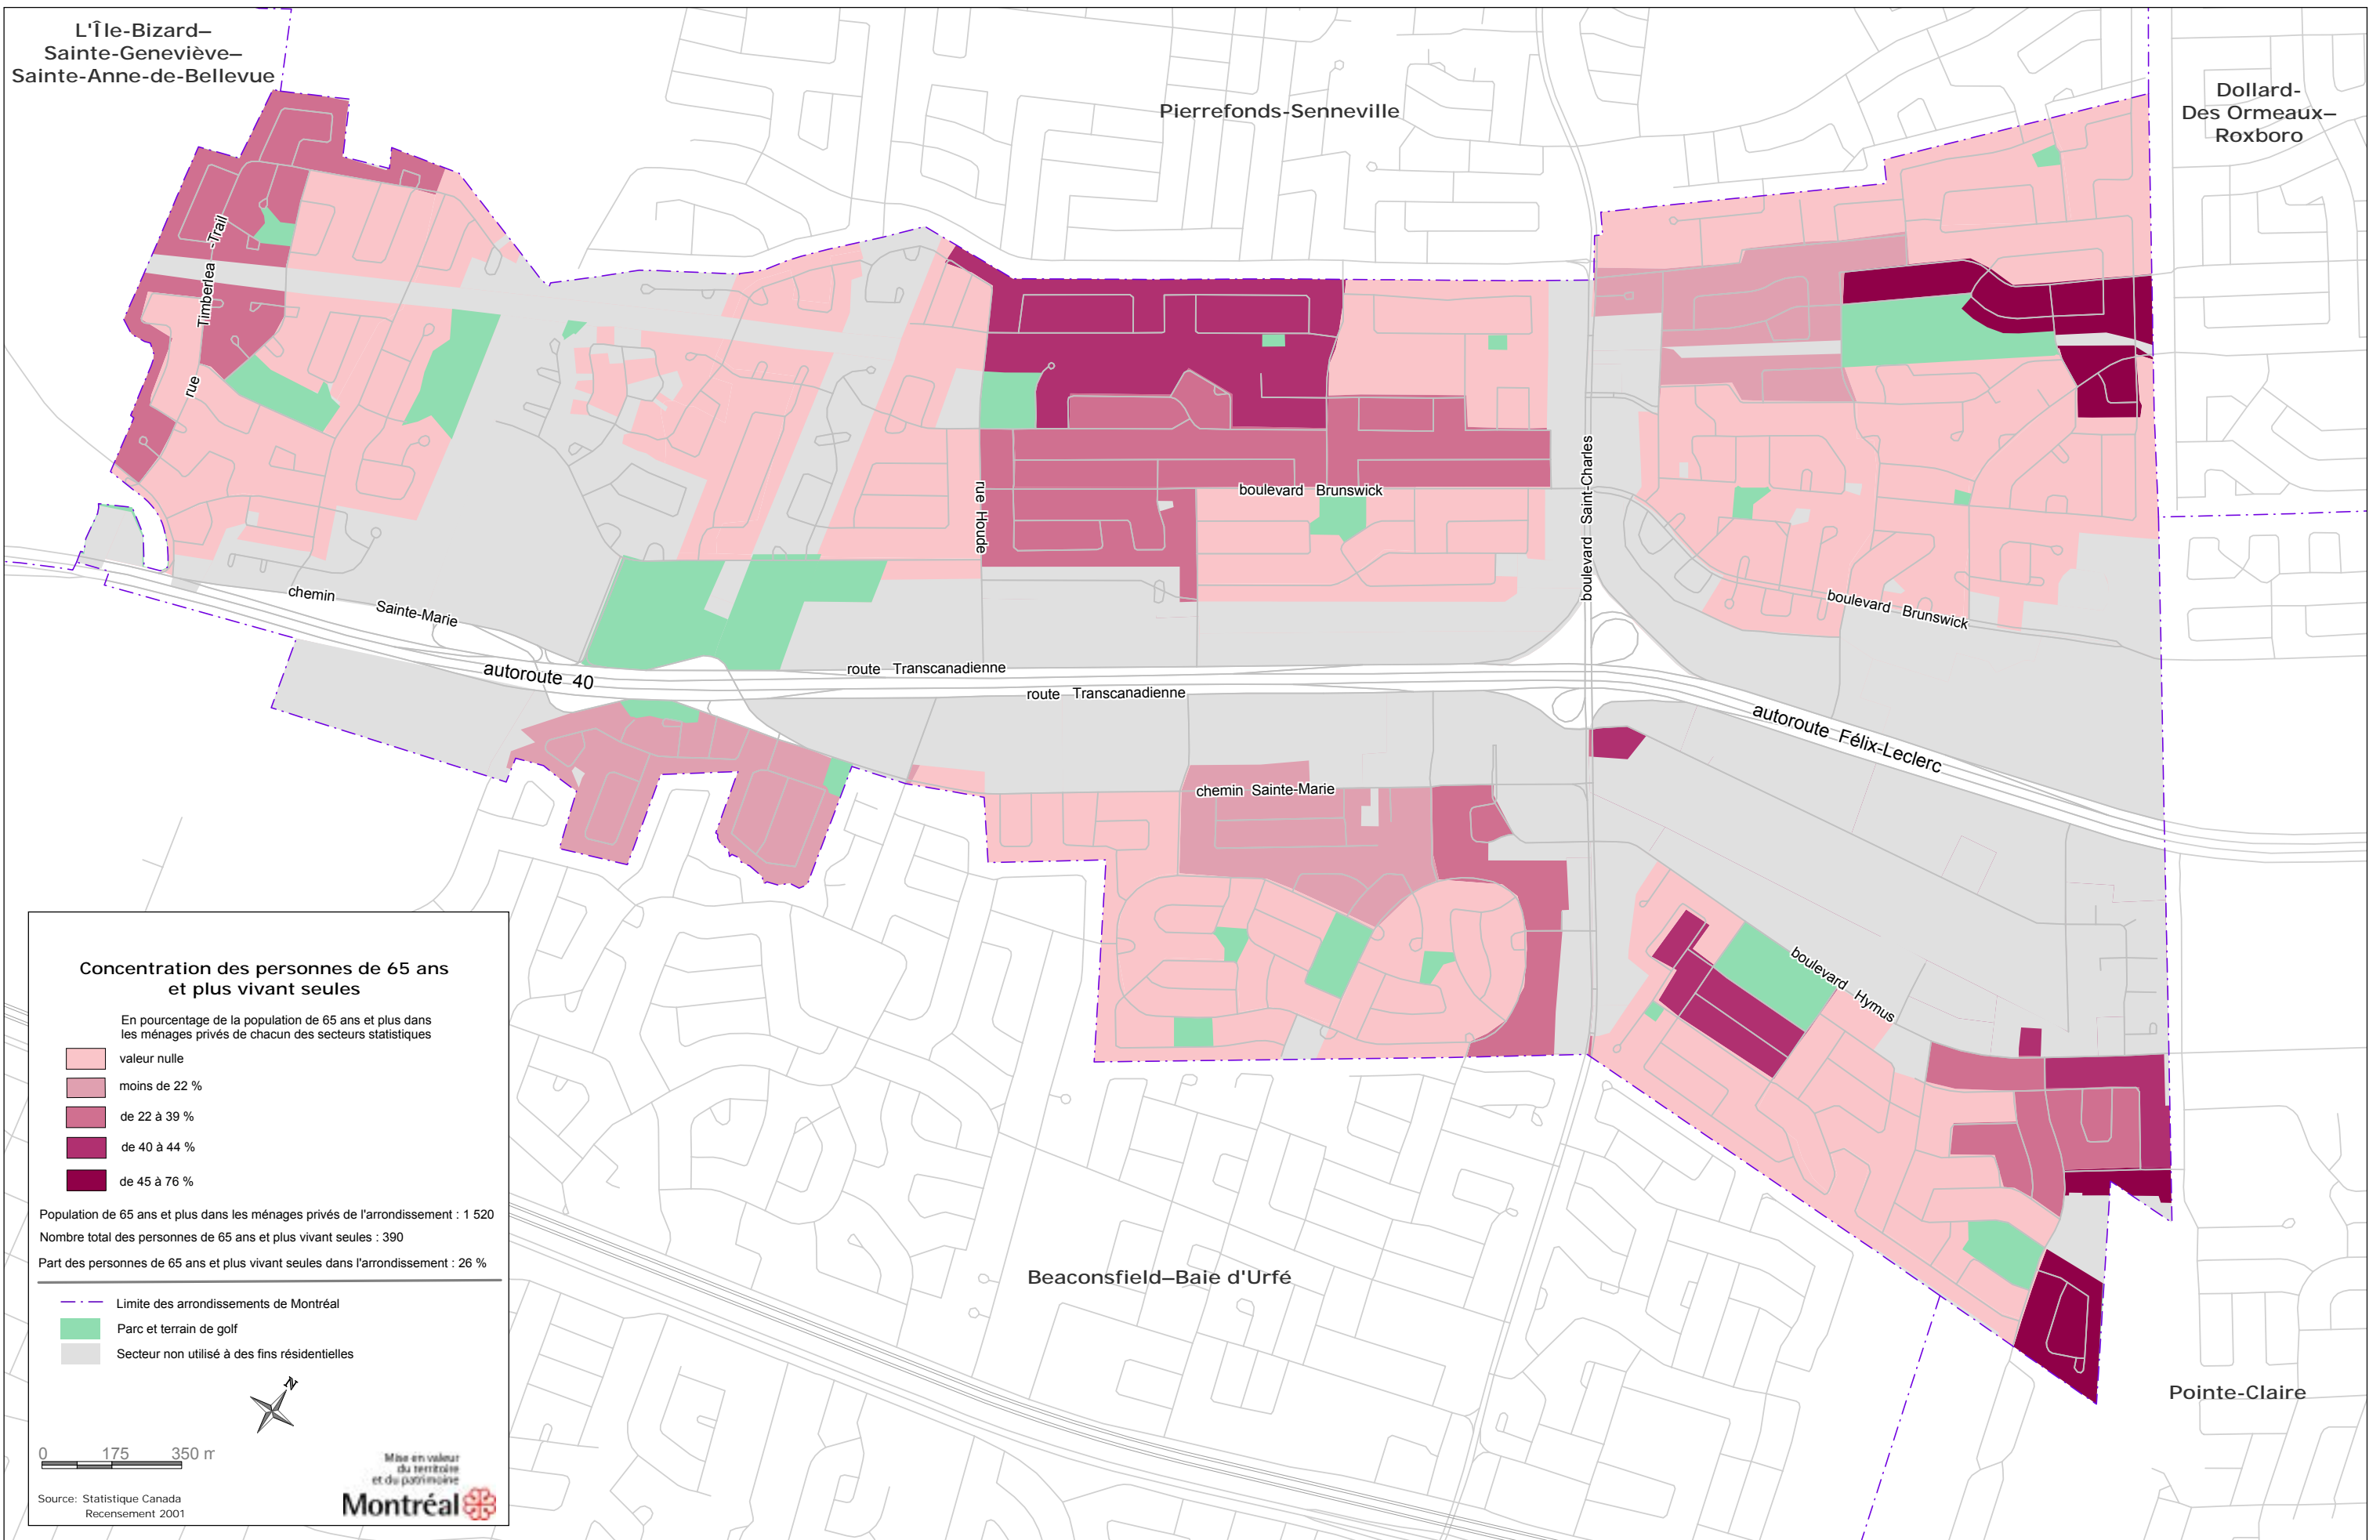 L'Île-Bizard–
Sainte-Geneviève–
Sainte-Anne-de-Bellevue
Pierrefonds-Senneville
Dollard-
Des Ormeaux–
Roxboro
rue Timberlea -Trail
rue Houde
boulevard Brunswick
boulevard Saint-Charles
boulevard Brunswick
chemin Sainte-Marie
autoroute 40
route Transcanadienne
route Transcanadienne
autoroute Félix-Leclerc
chemin Sainte-Marie
boulevard Hymus
Beaconsfield–Baie d'Urfé
Pointe-Claire
Concentration des personnes de 65 ans
et plus vivant seules
En pourcentage de la population de 65 ans et plus dans
les ménages privés de chacun des secteurs statistiques
valeur nulle
moins de 22 %
de 22 à 39 %
de 40 à 44 %
de 45 à 76 %
Population de 65 ans et plus dans les ménages privés de l'arrondissement : 1 520
Nombre total des personnes de 65 ans et plus vivant seules : 390
Part des personnes de 65 ans et plus vivant seules dans l'arrondissement : 26 %
Limite des arrondissements de Montréal
Parc et terrain de golf
Secteur non utilisé à des fins résidentielles
N
0 175 350 m
Mise en valeur
du territoire
et du patrimoine
Montréal
Source: Statistique Canada
Recensement 2001